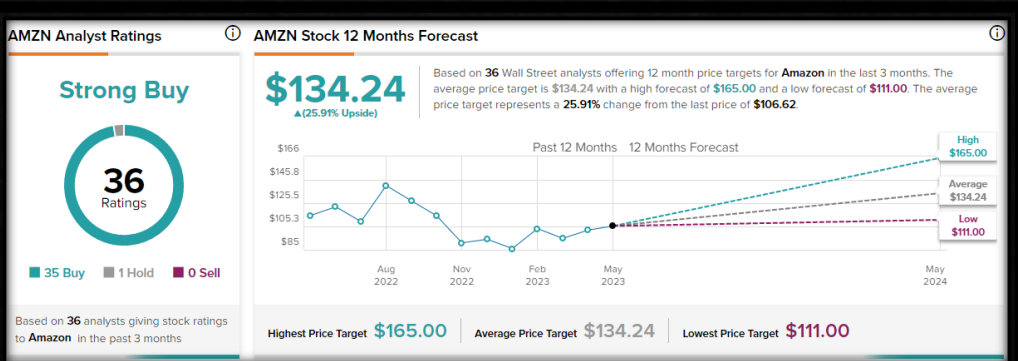 AMZN Analyst Ratings
Strong Buy
36
Ratings
35 Buy 1 Hold 0 Sell
Based on 36 analysts giving stock ratings
to Amazon in the past 3 months
AMZN Stock 12 Months Forecast
$134.24
▲(25.91% Upside)
Based on 36 Wall Street analysts offering 12 month price targets for Amazon in the last 3 months. The
average price target is $134.24 with a high forecast of $165.00 and a low forecast of $111.00. The average
price target represents a 25.91% change from the last price of $106.62.
Past 12 Months 12 Months Forecast
$166
$145.8
$125.5
$105.3
$85
High
$165.00
Average
$134.24
Low
$111.00
Aug Nov Feb May May
2022 2022 2023 2023 2024
Highest Price Target $165.00 Average Price Target $134.24 Lowest Price Target $111.00